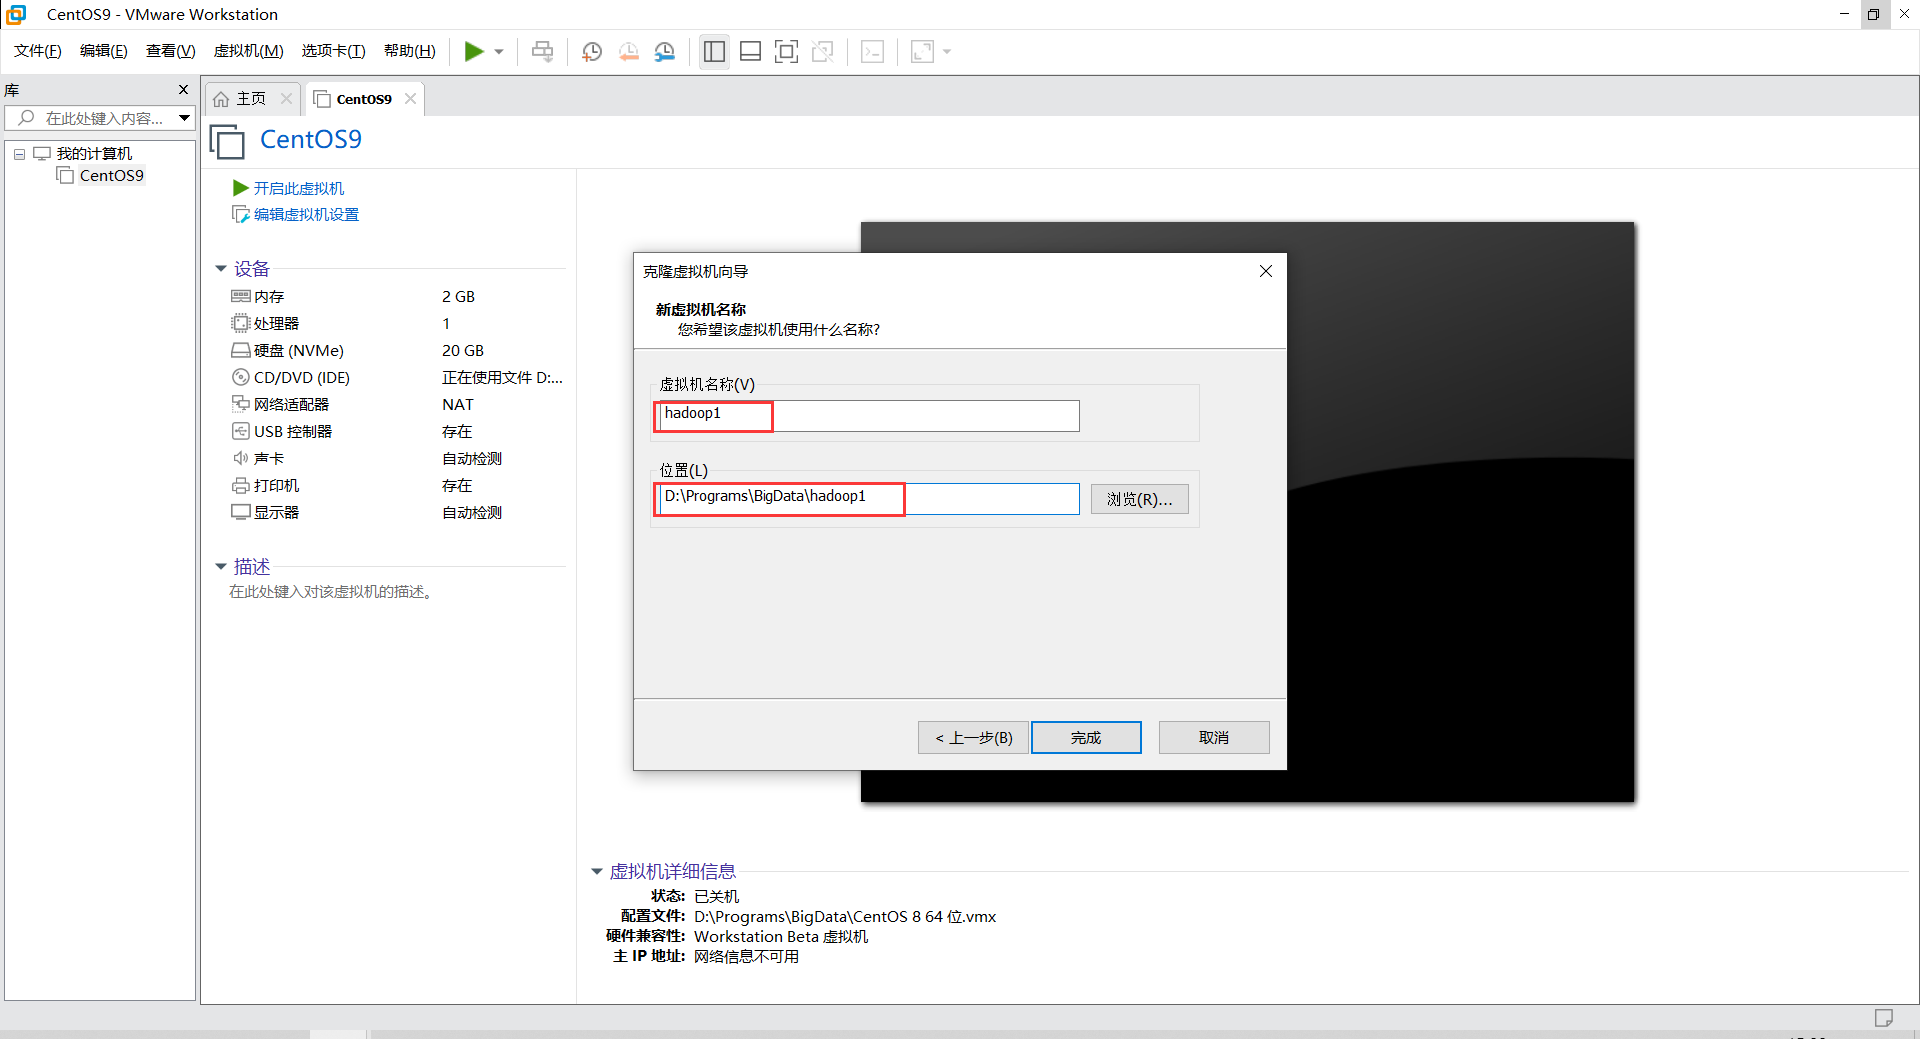 CentOS9 - VMware Workstation
文件(F) 编辑(E) 查看(V) 虚拟机(M) 选项卡(T) 帮助(H)
库
在此处键入内容...
我的计算机
CentOS9
主页
CentOS9
CentOS9
开启此虚拟机
编辑虚拟机设置
设备
内存 2 GB
处理器 1
硬盘 (NVMe) 20 GB
CD/DVD (IDE) 正在使用文件 D:...
网络适配器 NAT
USB 控制器 存在
声卡 自动检测
打印机 存在
显示器 自动检测
描述
在此处键入对该虚拟机的描述。
克隆虚拟机向导
新虚拟机名称
您希望该虚拟机使用什么名称?
虚拟机名称(V)
hadoop1
位置(L)
D:\Programs\BigData\hadoop1
浏览(R)...
< 上一步(B) 完成 取消
虚拟机详细信息
状态: 已关机
配置文件: D:\Programs\BigData\CentOS 8 64 位.vmx
硬件兼容性: Workstation Beta 虚拟机
主 IP 地址: 网络信息不可用